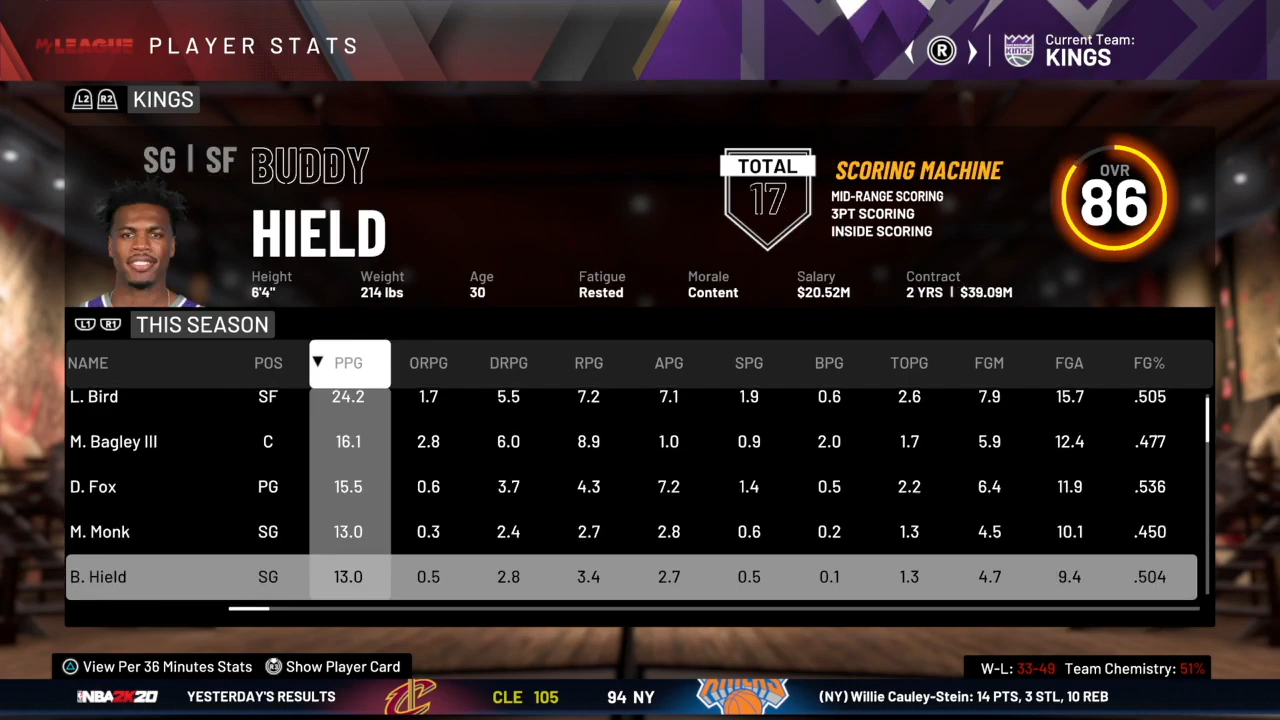 MyLEAGUE PLAYER STATS
R
Current Team:
KINGS
L2 R2 KINGS
SG | SF BUDDY
HIELD
TOTAL
17
SCORING MACHINE
MID-RANGE SCORING
3PT SCORING
INSIDE SCORING
OVR
86
Height Weight Age Fatigue Morale Salary Contract
6'4" 214 lbs 30 Rested Content $20.52M 2 YRS | $39.09M
L1 R1 THIS SEASON
NAME POS PPG ORPG DRPG RPG APG SPG BPG TOPG FGM FGA FG%
L. Bird SF 24.2 1.7 5.5 7.2 7.1 1.9 0.6 2.6 7.9 15.7 .505
M. Bagley III C 16.1 2.8 6.0 8.9 1.0 0.9 2.0 1.7 5.9 12.4 .477
D. Fox PG 15.5 0.6 3.7 4.3 7.2 1.4 0.5 2.2 6.4 11.9 .536
M. Monk SG 13.0 0.3 2.4 2.7 2.8 0.6 0.2 1.3 4.5 10.1 .450
B. Hield SG 13.0 0.5 2.8 3.4 2.7 0.5 0.1 1.3 4.7 9.4 .504
View Per 36 Minutes Stats R3 Show Player Card
W-L: 33-49 Team Chemistry: 51%
NBA2K20 YESTERDAY'S RESULTS CLE 105 94 NY (NY) Willie Cauley-Stein: 14 PTS, 3 STL, 10 REB